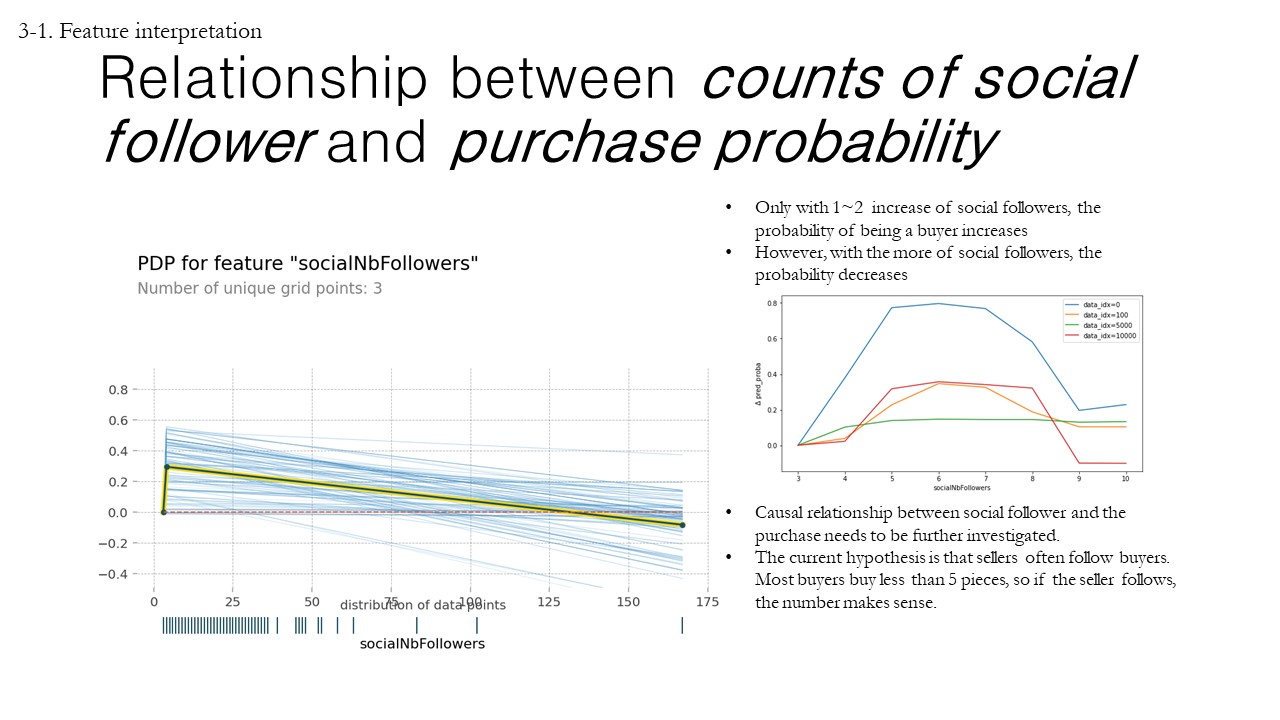 3-1. Feature interpretation
Relationship between counts of social
follower and purchase probability
PDP for feature "socialNbFollowers"
Number of unique grid points: 3
0.8
0.6
0.4
0.2
0.0
−0.2
−0.4
0 25 50 75 100 125 150 175
distribution of data points
socialNbFollowers
• Only with 1~2 increase of social followers, the
probability of being a buyer increases
• However, with the more of social followers, the
probability decreases
data_idx=0
data_idx=100
data_idx=5000
data_idx=10000
0.8
0.6
0.4
0.2
0.0
Δ pred_proba
3 4 5 6 7 8 9 10
socialNbFollowers
• Causal relationship between social follower and the
purchase needs to be further investigated.
• The current hypothesis is that sellers often follow buyers.
Most buyers buy less than 5 pieces, so if the seller follows,
the number makes sense.